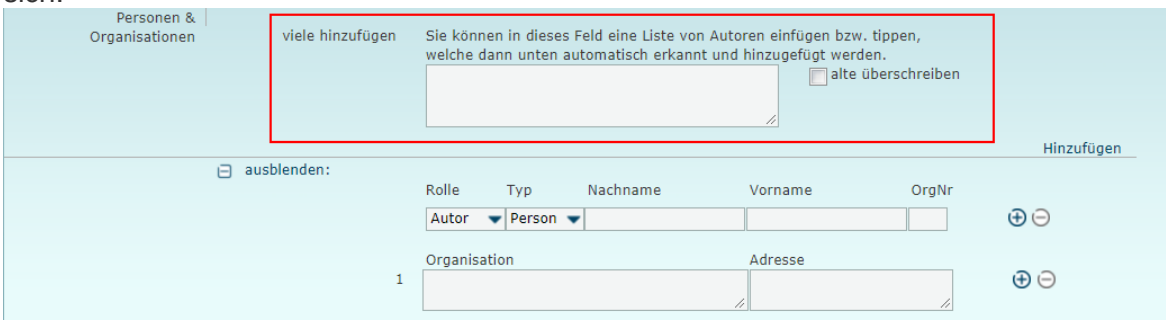 sich.
Personen &
Organisationen
viele hinzufügen
Sie können in dieses Feld eine Liste von Autoren einfügen bzw. tippen,
welche dann unten automatisch erkannt und hinzugefügt werden.
alte überschreiben
Hinzufügen
ausblenden:
Rolle Typ Nachname Vorname OrgNr
Autor Person
Organisation Adresse
1